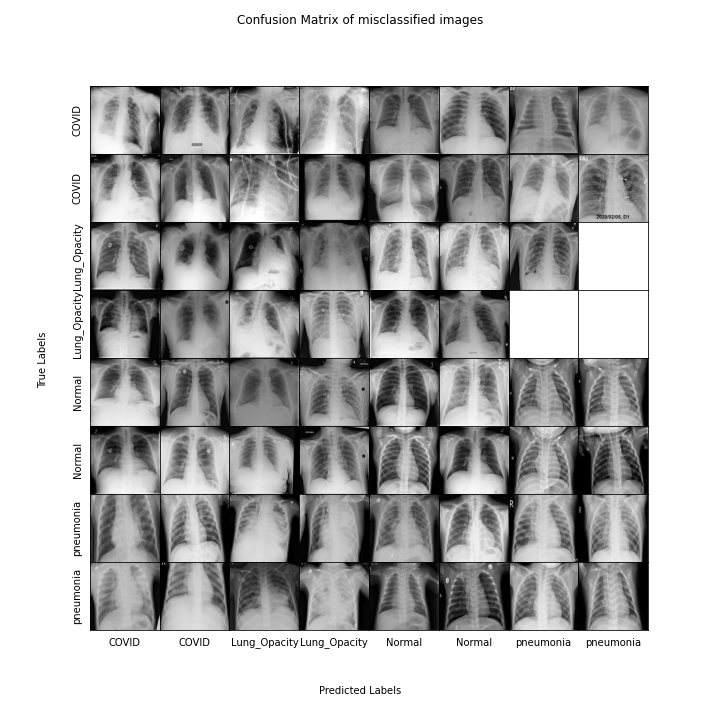 Confusion Matrix of misclassified images
True Labels
COVID
COVID
Lung_Opacity
Lung_Opacity
Normal
Normal
pneumonia
pneumonia
COVID
COVID
Lung_Opacity
Lung_Opacity
Normal
Normal
pneumonia
pneumonia
Predicted Labels
R